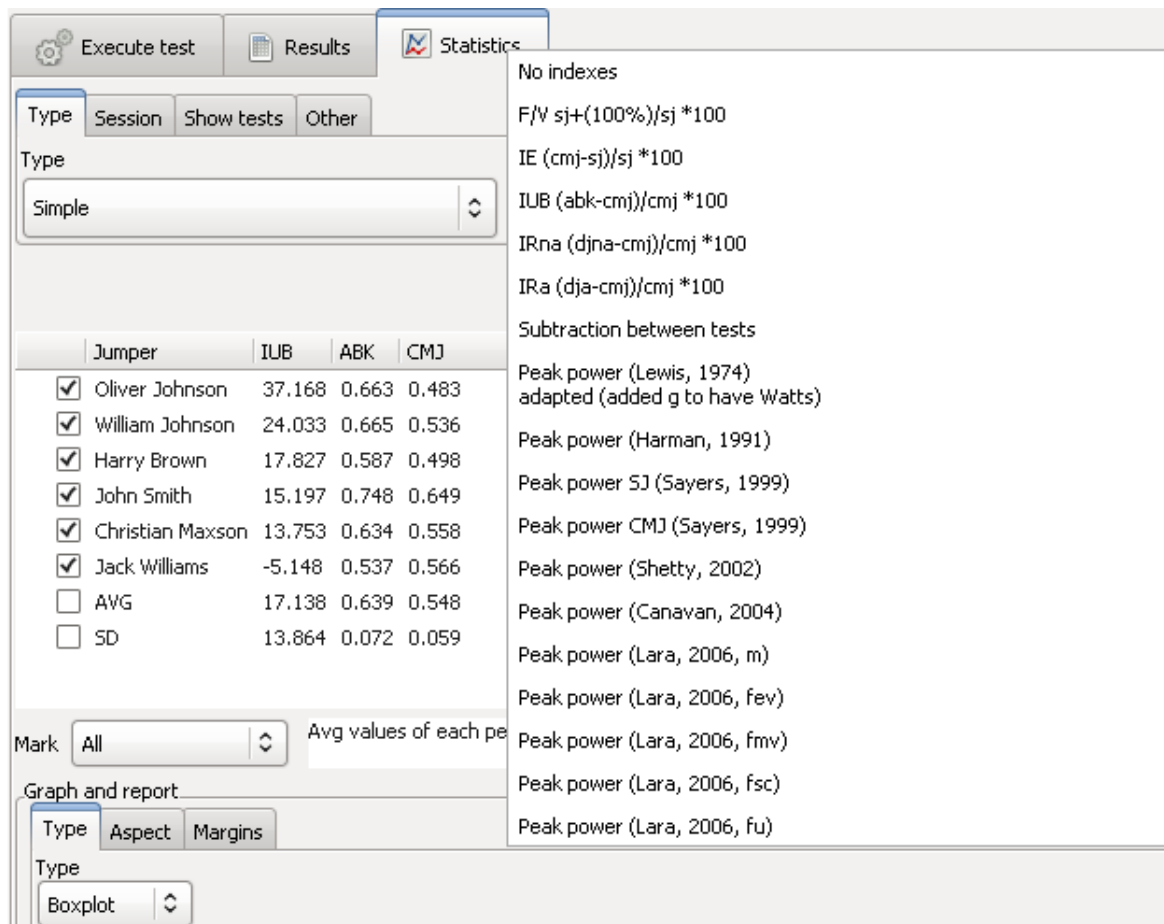 Execute test
Results
Statistics
Type
Session
Show tests
Other
Type
Simple
No indexes
F/V sj+(100%)/sj *100
IE (cmj-sj)/sj *100
IUB (abk-cmj)/cmj *100
IRna (djna-cmj)/cmj *100
IRa (dja-cmj)/cmj *100
Subtraction between tests
Peak power (Lewis, 1974)
adapted (added g to have Watts)
Peak power (Harman, 1991)
Peak power SJ (Sayers, 1999)
Peak power CMJ (Sayers, 1999)
Peak power (Shetty, 2002)
Peak power (Canavan, 2004)
Peak power (Lara, 2006, m)
Peak power (Lara, 2006, fev)
Peak power (Lara, 2006, fmv)
Peak power (Lara, 2006, fsc)
Peak power (Lara, 2006, fu)
Jumper IUB ABK CMJ
Oliver Johnson 37.168 0.663 0.483
William Johnson 24.033 0.665 0.536
Harry Brown 17.827 0.587 0.498
John Smith 15.197 0.748 0.649
Christian Maxson 13.753 0.634 0.558
Jack Williams -5.148 0.537 0.566
AVG 17.138 0.639 0.548
SD 13.864 0.072 0.059
Mark All
Avg values of each pe
Graph and report
Type
Aspect
Margins
Type
Boxplot